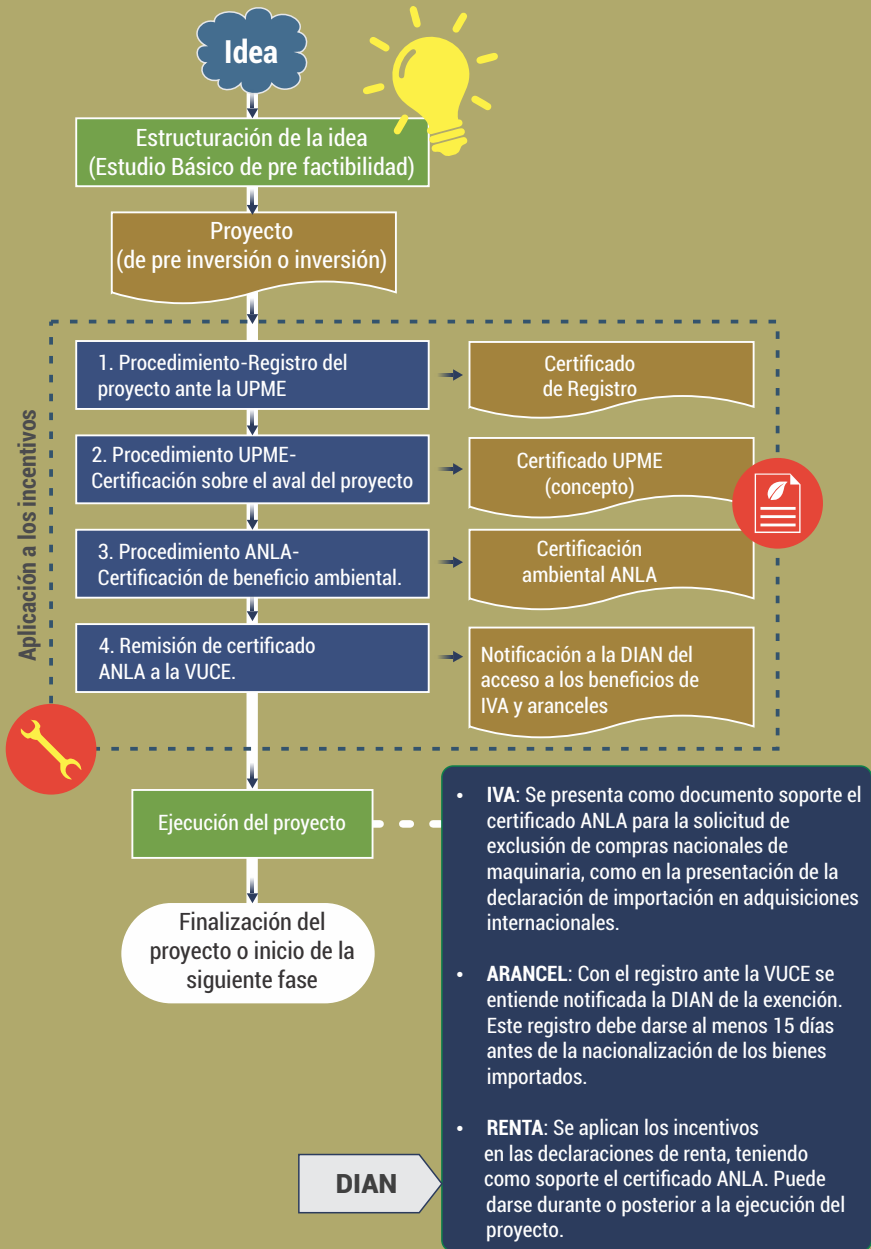 Idea
Estructuración de la idea
(Estudio Básico de pre factibilidad)
Proyecto
(de pre inversión o inversión)
Aplicación a los incentivos
1. Procedimiento-Registro del
proyecto ante la UPME
Certificado
de Registro
2. Procedimiento UPME-
Certificación sobre el aval del proyecto
Certificado UPME
(concepto)
3. Procedimiento ANLA-
Certificación de beneficio ambiental.
Certificación
ambiental ANLA
4. Remisión de certificado
ANLA a la VUCE.
Notificación a la DIAN del
acceso a los beneficios de
IVA y aranceles
Ejecución del proyecto
Finalización del
proyecto o inicio de la
siguiente fase
• IVA: Se presenta como documento soporte el
certificado ANLA para la solicitud de
exclusión de compras nacionales de
maquinaria, como en la presentación de la
declaración de importación en adquisiciones
internacionales.
• ARANCEL: Con el registro ante la VUCE se
entiende notificada la DIAN de la exención.
Este registro debe darse al menos 15 días
antes de la nacionalización de los bienes
importados.
• RENTA: Se aplican los incentivos
en las declaraciones de renta, teniendo
como soporte el certificado ANLA. Puede
darse durante o posterior a la ejecución del
proyecto.
DIAN